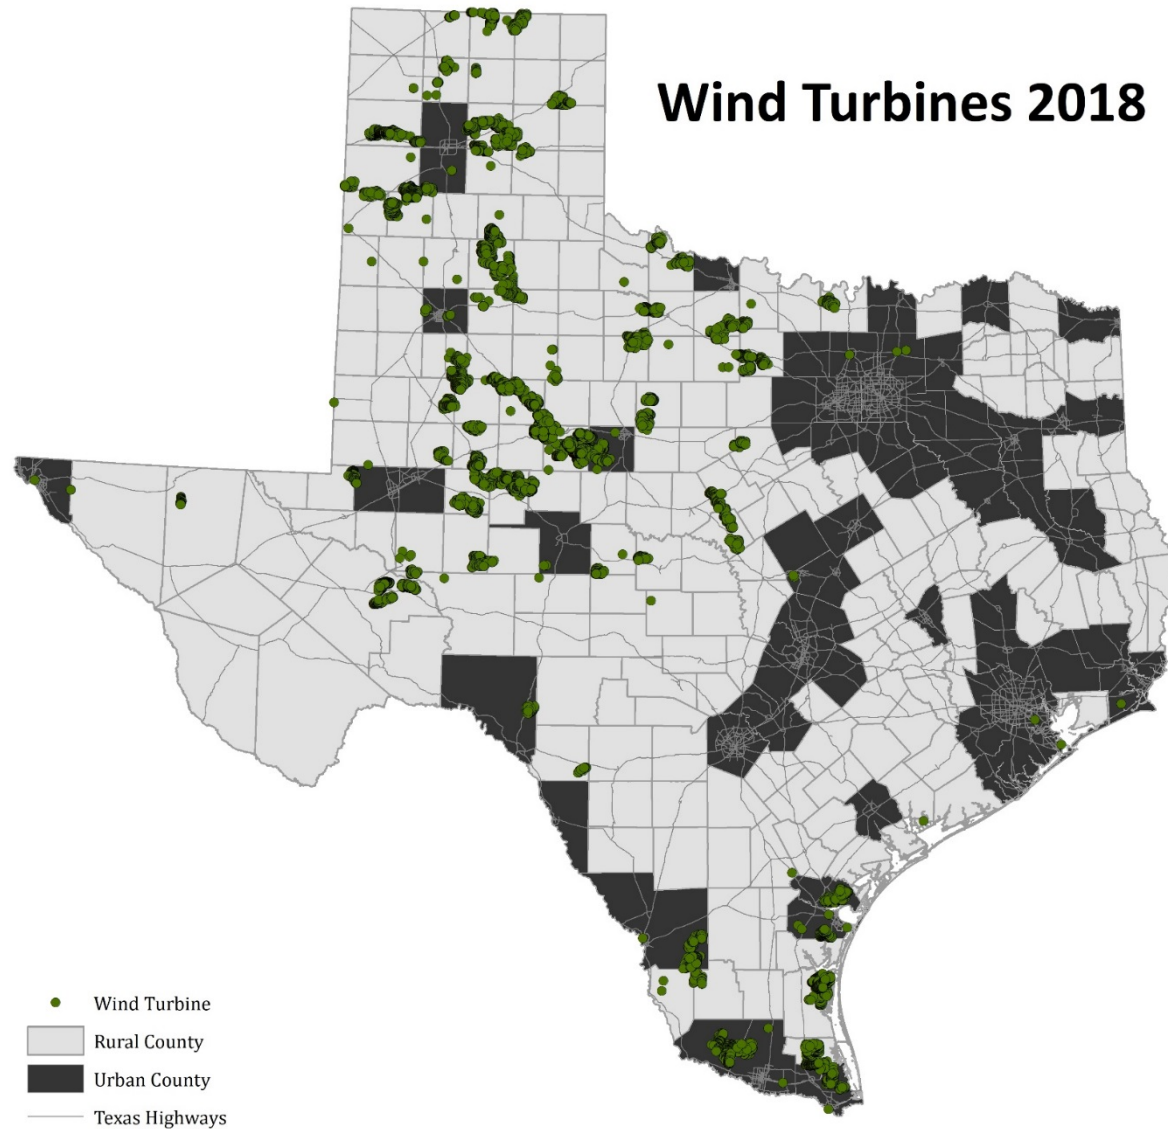 Wind Turbines 2018
Wind Turbine
Rural County
Urban County
Texas Highways